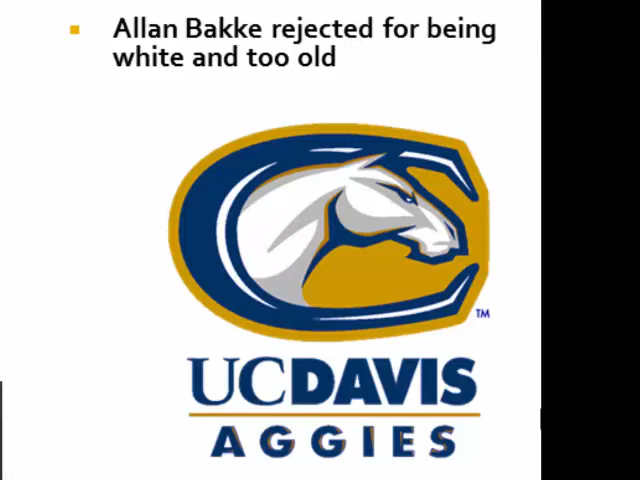 Allan Bakke rejected for being
white and too old
TM
UCDAVIS
AGGIES